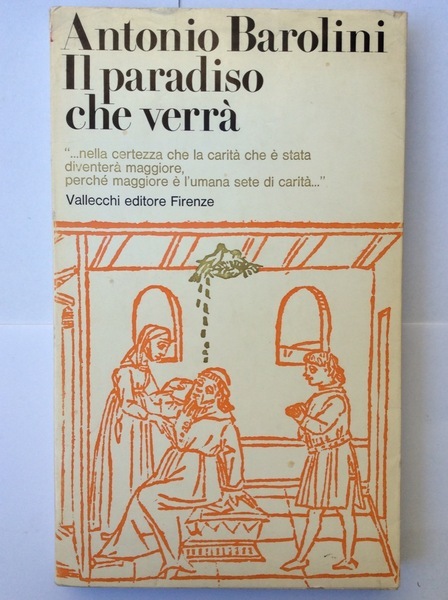 Antonio Barolini
Il paradiso
che verrà
“...nella certezza che la carità che è stata
diventerà maggiore,
perché maggiore è l’umana sete di carità...”
Vallecchi editore Firenze